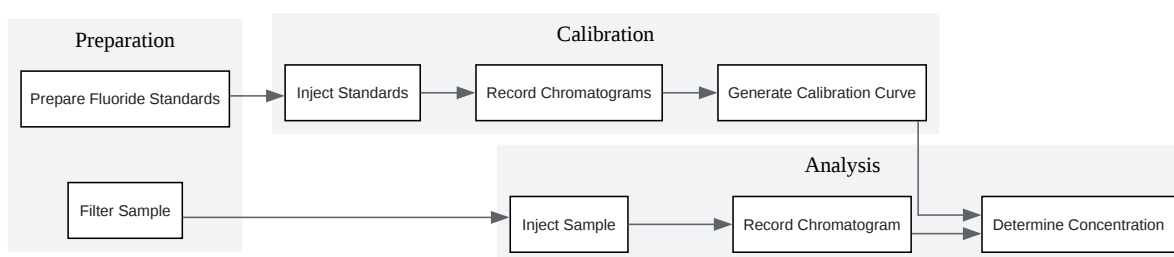 Preparation
Prepare Fluoride Standards
Filter Sample
Calibration
Inject Standards
Record Chromatograms
Generate Calibration Curve
Analysis
Inject Sample
Record Chromatogram
Determine Concentration